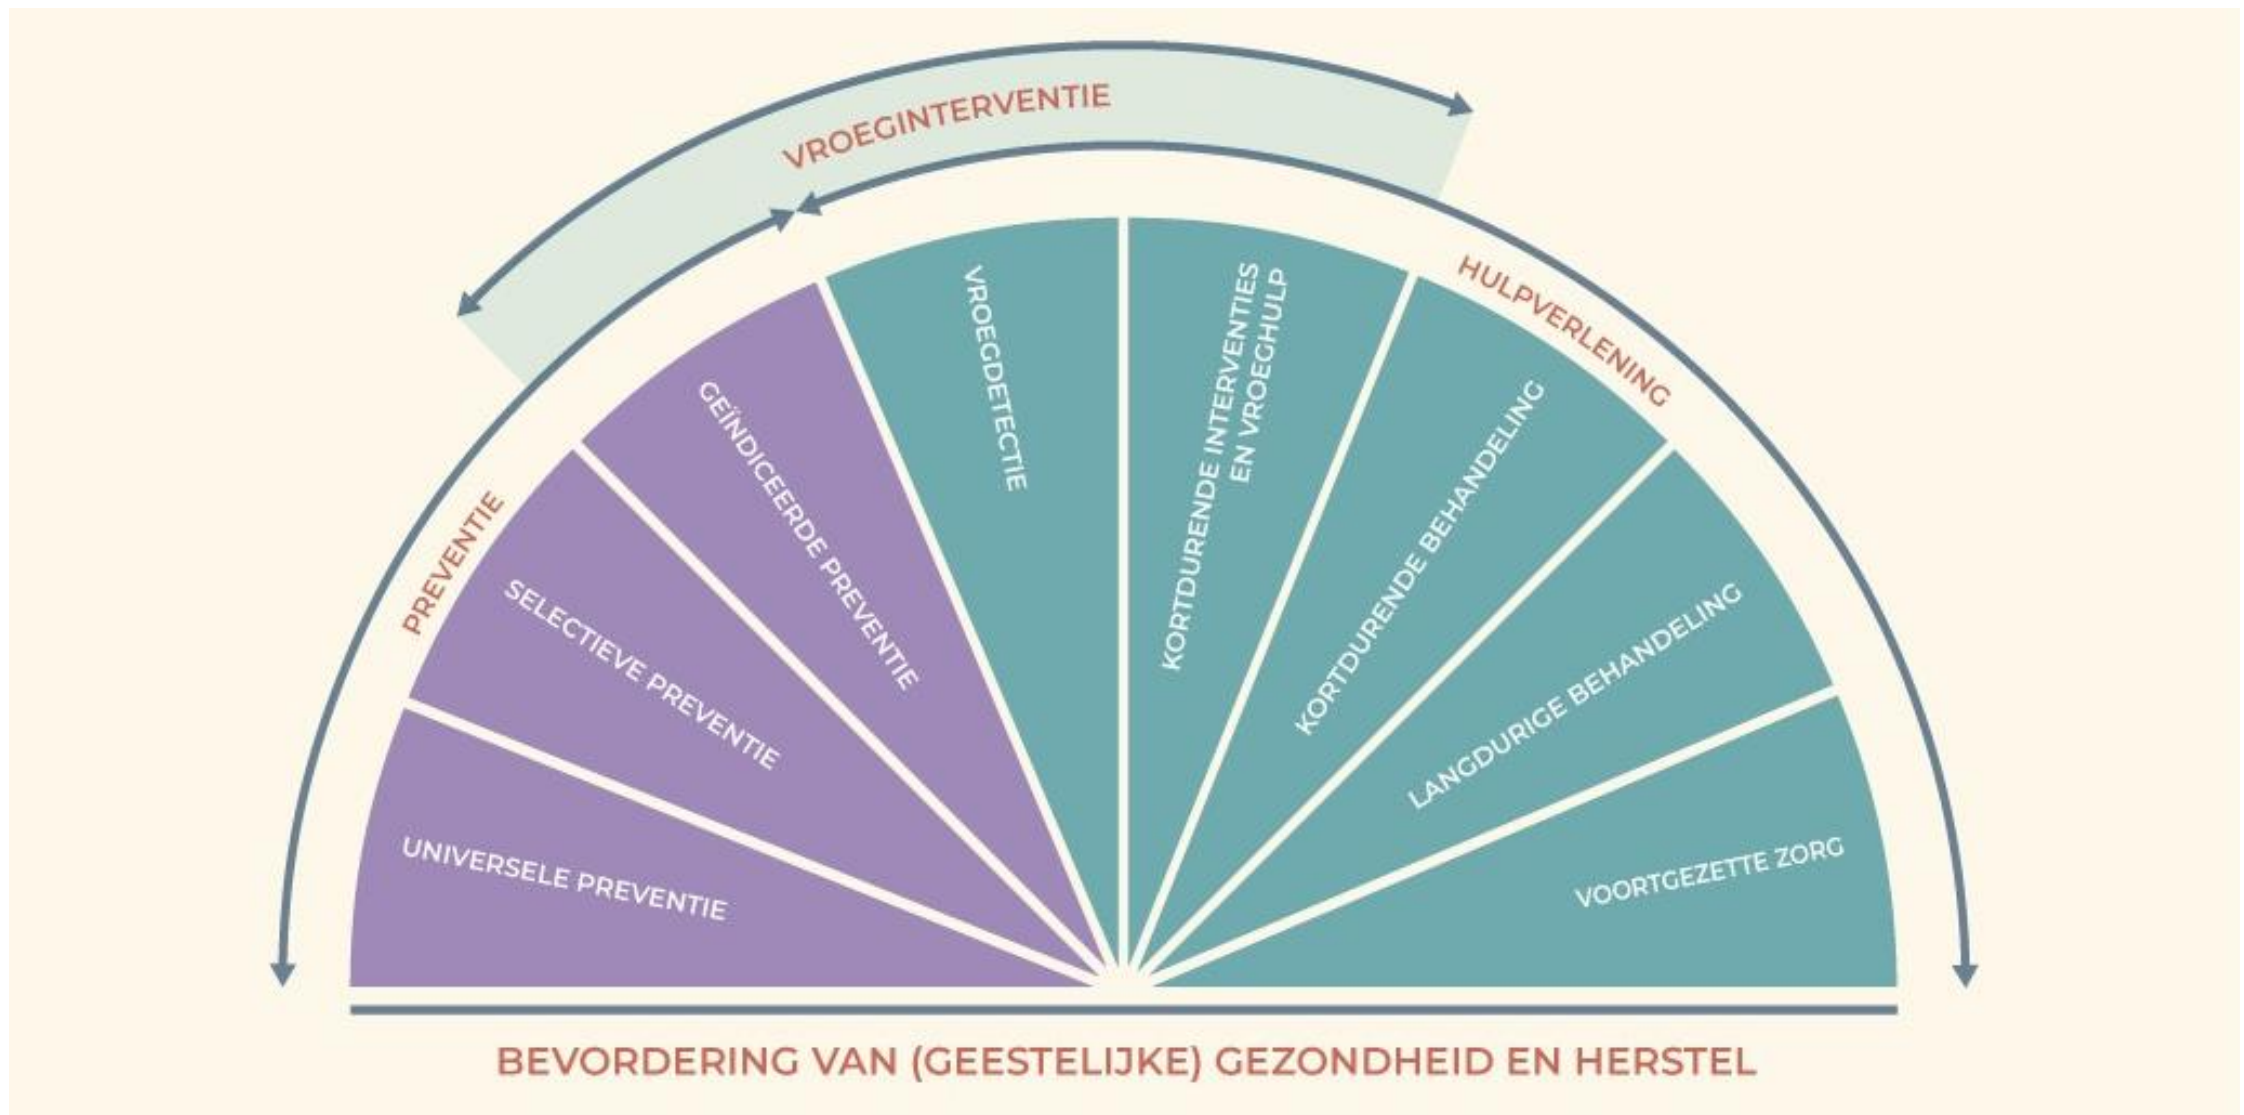 VROEGINTERVENTIE
PREVENTIE
HULPVERLENING
UNIVERSELE PREVENTIE
SELECTIEVE PREVENTIE
GEÏNDICEERDE PREVENTIE
VROEGDETECTIE
KORTDURENDE INTERVENTIES
EN VROEGHULP
KORTDURENDE BEHANDELING
LANGDURIGE BEHANDELING
VOORTGEZETTE ZORG
BEVORDERING VAN (GEESTELIJKE) GEZONDHEID EN HERSTEL